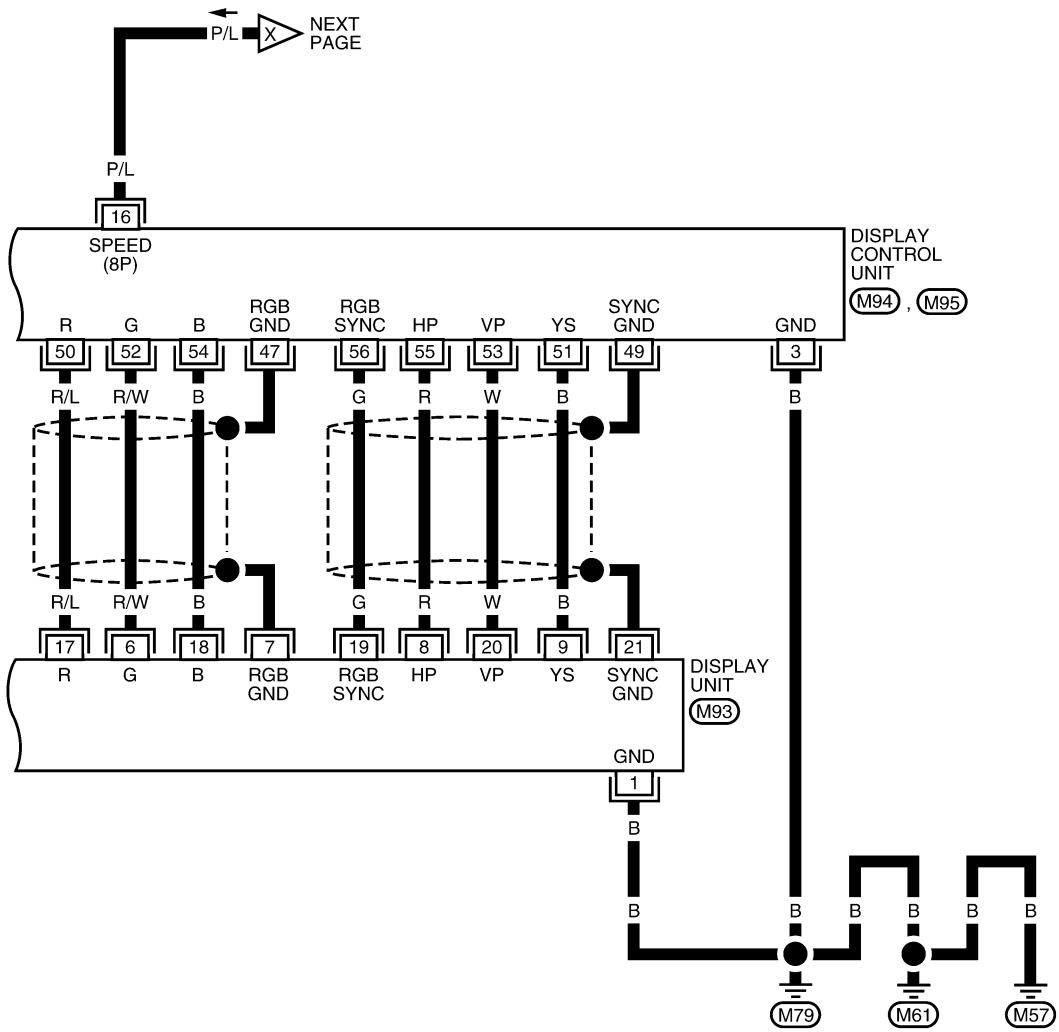 P/L X NEXT
PAGE
P/L
16
SPEED
(8P)
DISPLAY
CONTROL
UNIT
M94 , M95
R G B RGB
GND RGB
SYNC HP VP YS SYNC
GND GND
50 52 54 47 56 55 53 51 49 3
R/L R/W B G R W B B
R/L R/W B G R W B
17 6 18 7 19 8 20 9 21
R G B RGB
GND RGB
SYNC HP VP YS SYNC
GND
DISPLAY
UNIT
M93
GND
1
B
B B B B B B
M79 M61 M57